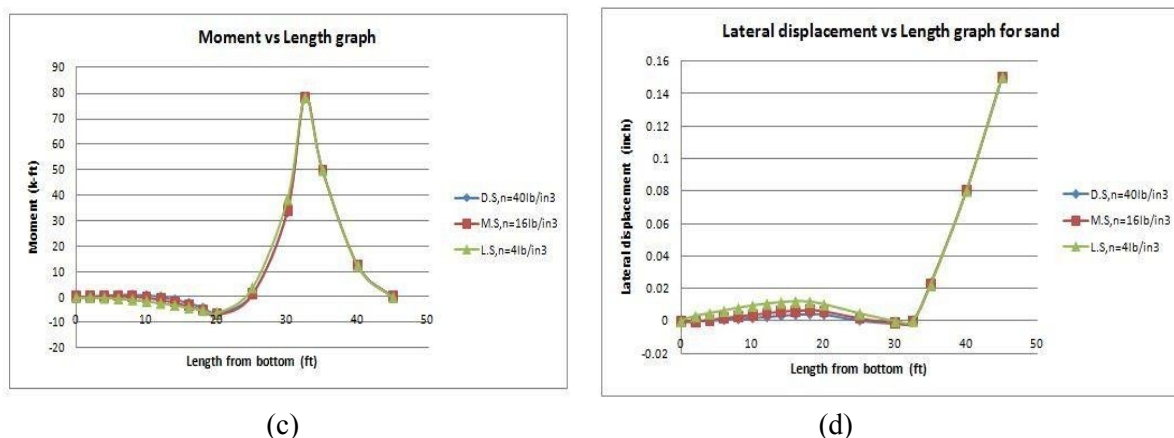 Moment vs Length graph
90
80
70
60
50
40
30
20
10
0
-10
-20
0
10
20
30
40
50
Moment (k-ft)
Length from bottom (ft)
D.S,n=40lb/in3
M.S,n=16lb/in3
L.S,n=4lb/in3
(c)
Lateral displacement vs Length graph for sand
0.16
0.14
0.12
0.1
0.08
0.06
0.04
0.02
0
-0.02
0
10
20
30
40
50
Lateral displacement (inch)
Length from bottom (ft)
D.S,n=40lb/in3
M.S,n=16lb/in3
L.S,n=4lb/in3
(d)